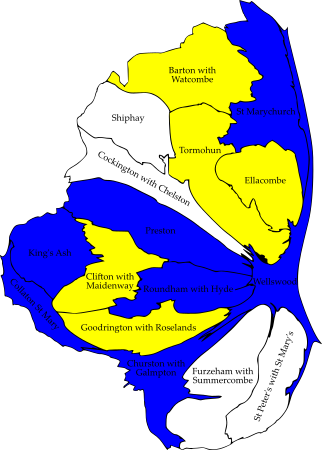 Barton with
Watcombe
St Marychurch
Shiphay
Tormohun
Cockington with Chelston
Ellacombe
Preston
King's Ash
Wellswood
Clifton with
Maidenway
Roundham with Hyde
Goodrington with Roselands
Churston with
Galmpton
Furzeham with
Summercombe
St Peter's with St Mary's